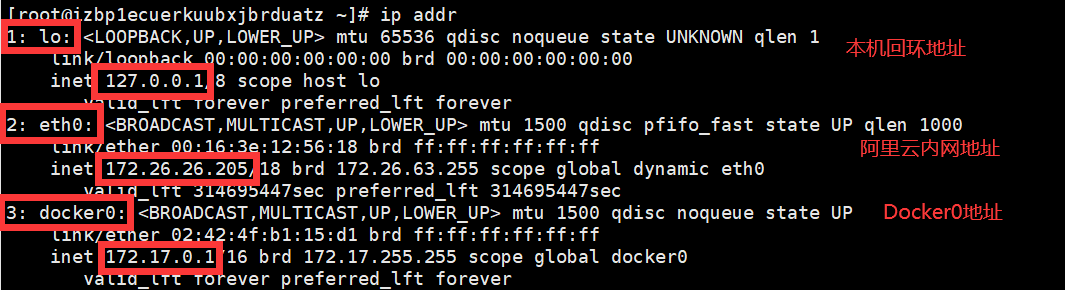 [root@izbp1ecuerkuubxjbrduatz ~]# ip addr
1: lo: <LOOPBACK,UP,LOWER_UP> mtu 65536 qdisc noqueue state UNKNOWN qlen 1
本机回环地址
link/loopback 00:00:00:00:00:00 brd 00:00:00:00:00:00
inet 127.0.0.1/8 scope host lo
valid_lft forever preferred_lft forever
2: eth0: <BROADCAST,MULTICAST,UP,LOWER_UP> mtu 1500 qdisc pfifo_fast state UP qlen 1000
阿里云内网地址
link/ether 00:16:3e:12:56:18 brd ff:ff:ff:ff:ff:ff
inet 172.26.26.205/18 brd 172.26.63.255 scope global dynamic eth0
valid_lft 314695447sec preferred_lft 314695447sec
3: docker0: <BROADCAST,MULTICAST,UP,LOWER_UP> mtu 1500 qdisc noqueue state UP
Docker0地址
link/ether 02:42:4f:b1:15:d1 brd ff:ff:ff:ff:ff:ff
inet 172.17.0.1/16 brd 172.17.255.255 scope global docker0
valid_lft forever preferred_lft forever